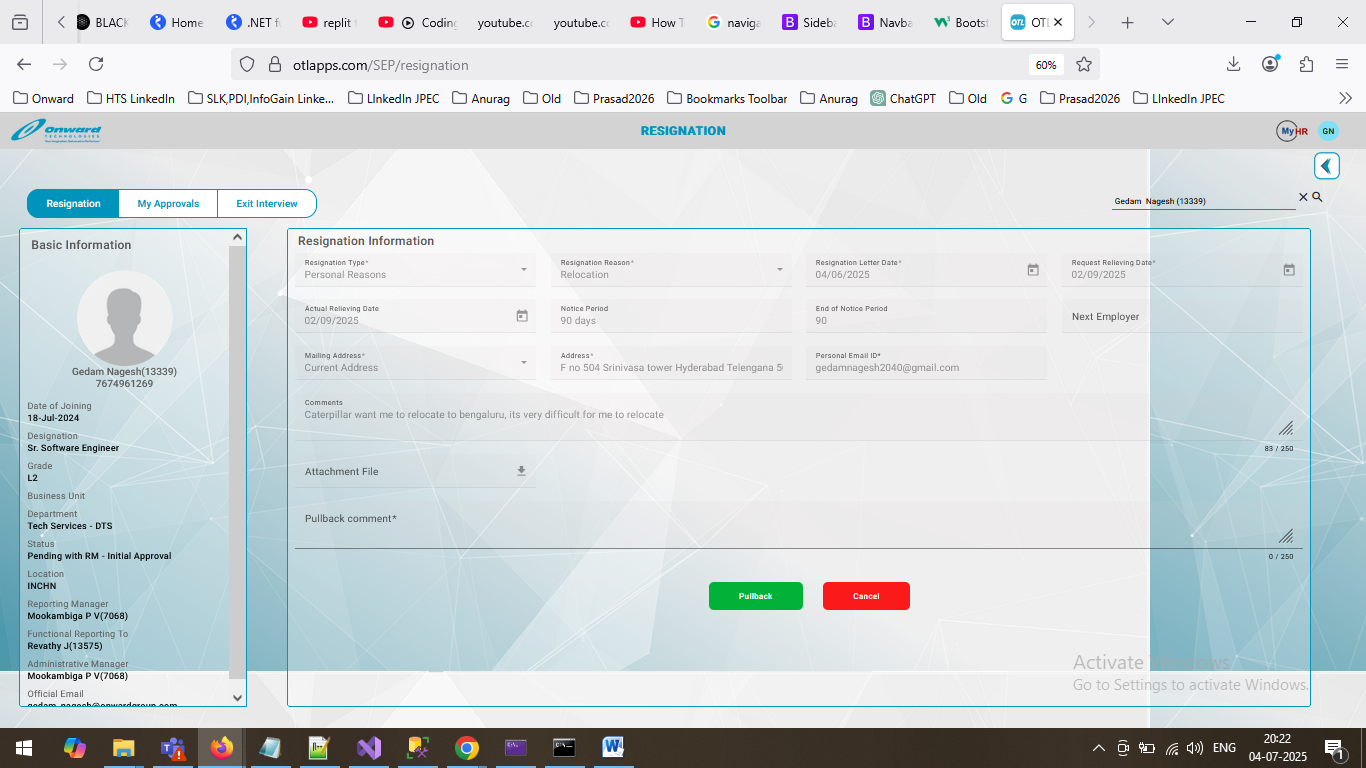 BLACK
Home
.NET f
replit t
Coding
youtube.c
youtube.c
How T
naviga
Sideb
Navba
Bootst
OTL
otlapps.com/SEP/resignation
60%
Onward
HTS LinkedIn
SLK,PDI,InfoGain Linke...
LInkedIn JPEC
Anurag
Old
Prasad2026
Bookmarks Toolbar
Anurag
ChatGPT
Old
G
Prasad2026
LInkedIn JPEC
Onward
TECHNOLOGIES
RESIGNATION
MyHR
GN
Resignation
My Approvals
Exit Interview
Gedam Nagesh (13339)
Basic Information
Gedam Nagesh(13339)
7674961269
Date of Joining
18-Jul-2024
Designation
Sr. Software Engineer
Grade
L2
Business Unit
Department
Tech Services - DTS
Status
Pending with RM - Initial Approval
Location
INCHN
Reporting Manager
Mookambiga P V(7068)
Functional Reporting To
Revathy J(13575)
Administrative Manager
Mookambiga P V(7068)
Official Email
gedam_nagesh@onwardgroup.com
Resignation Information
Resignation Type*
Personal Reasons
Resignation Reason*
Relocation
Resignation Letter Date*
04/06/2025
Request Relieving Date*
02/09/2025
Actual Relieving Date
02/09/2025
Notice Period
90 days
End of Notice Period
90
Next Employer
Mailing Address*
Current Address
Address*
F no 504 Srinivasa tower Hyderabad Telengana 5
Personal Email ID*
gedamnagesh2040@gmail.com
Comments
Caterpillar want me to relocate to bengaluru, its very difficult for me to relocate
83 / 250
Attachment File
Pullback comment*
0 / 250
Pullback
Cancel
Activate Windows
Go to Settings to activate Windows.
ENG
20:22
04-07-2025
1